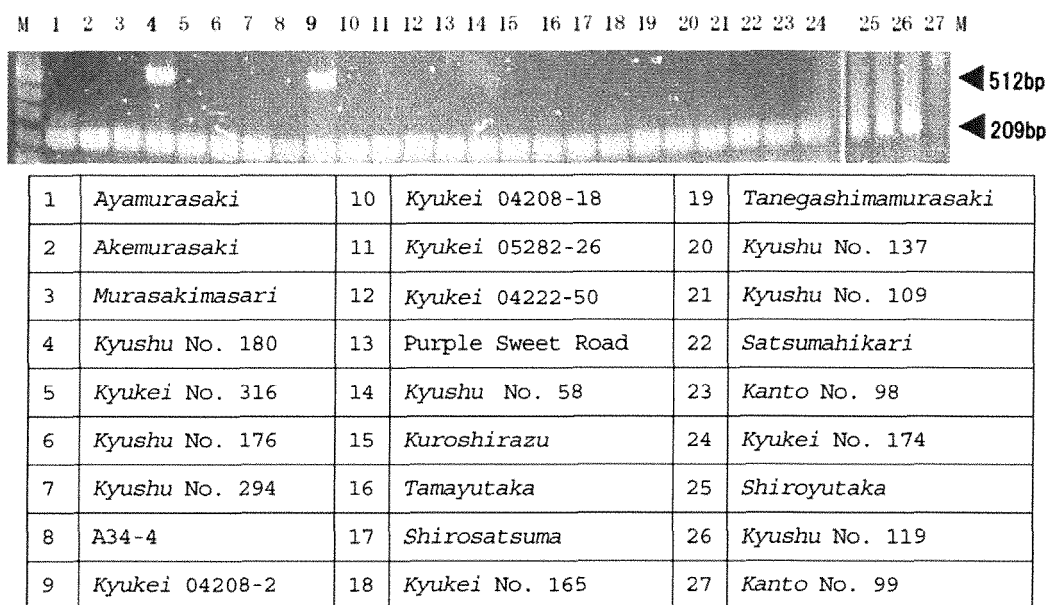 M 1 2 3 4 5 6 7 8 9 10 11 12 13 14 15 16 17 18 19 20 21 22 23 24 25 26 27 M
512bp
209bp
1 Ayamurasaki 10 Kyukei 04208-18 19 Tanegashimamurasaki
2 Akemurasaki 11 Kyukei 05282-26 20 Kyushu No. 137
3 Murasakimasari 12 Kyukei 04222-50 21 Kyushu No. 109
4 Kyushu No. 180 13 Purple Sweet Road 22 Satsumahikari
5 Kyukei No. 316 14 Kyushu No. 58 23 Kanto No. 98
6 Kyushu No. 176 15 Kuroshirazu 24 Kyukei No. 174
7 Kyushu No. 294 16 Tamayutaka 25 Shiroyutaka
8 A34-4 17 Shirosatsuma 26 Kyushu No. 119
9 Kyukei 04208-2 18 Kyukei No. 165 27 Kanto No. 99